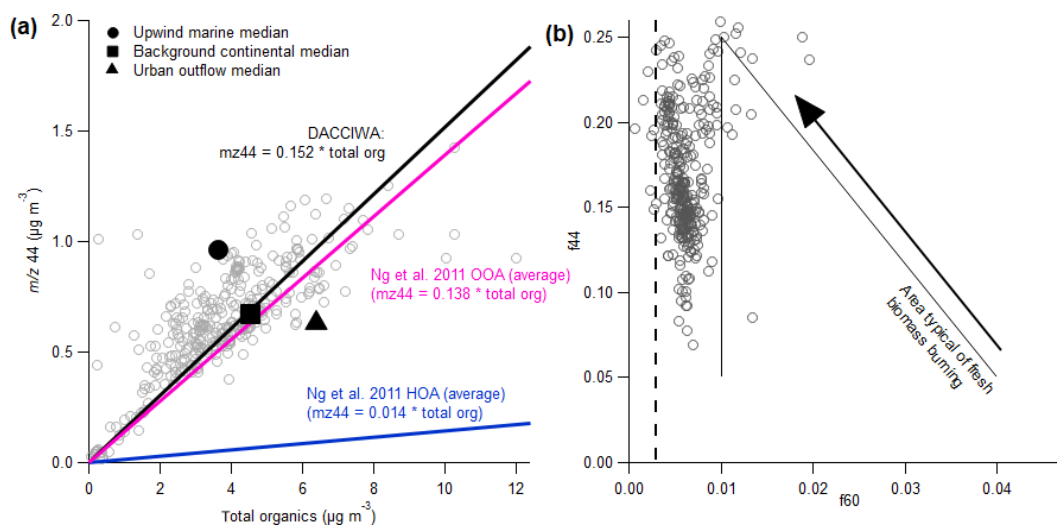 (a)
2.0
1.5
1.0
0.5
0.0
m/z 44 (µg m-3)
Upwind marine median
Background continental median
Urban outflow median
DACCIWA:
mz44 = 0.152 * total org
Ng et al. 2011 OOA (average)
(mz44 = 0.138 * total org)
Ng et al. 2011 HOA (average)
(mz44 = 0.014 * total org)
0 2 4 6 8 10 12
Total organics (µg m-3)
(b)
0.25
0.20
0.15
0.10
0.05
0.00
f44
Area typical of fresh
biomass burning
0.00 0.01 0.02 0.03 0.04
f60